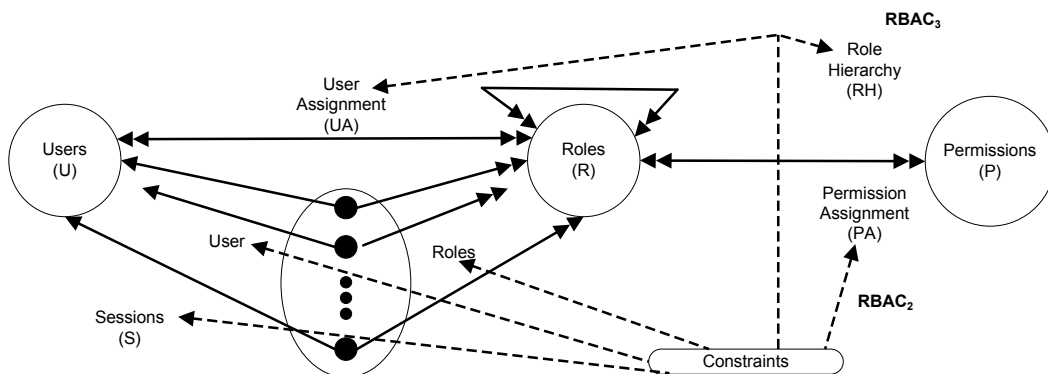 RBAC₃
Role
Hierarchy
(RH)
User
Assignment
(UA)
Users
(U)
Roles
(R)
Permissions
(P)
Permission
Assignment
(PA)
User
Roles
RBAC₂
Sessions
(S)
Constraints